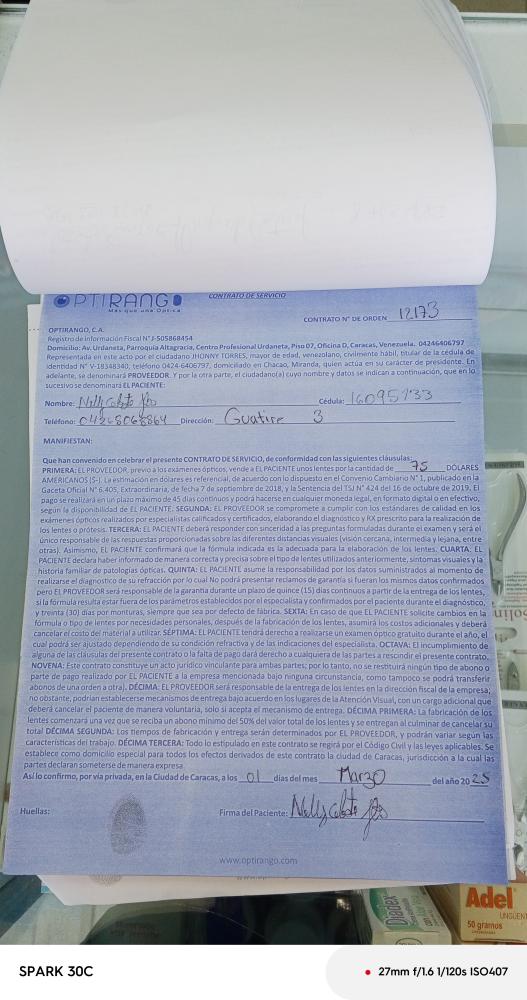 OPTIRANGO
Más que una Óptica
CONTRATO DE SERVICIO
CONTRATO N° DE ORDEN 12173
OPTIRANGO, C.A.
Registro de Información Fiscal N° J-505868454
Domicilio: Av. Urdaneta, Parroquia Altagracia, Centro Profesional Urdaneta, Piso 07, Oficina D, Caracas, Venezuela. 04246406797
Representada en este acto por el ciudadano JHONNY TORRES, mayor de edad, venezolano, civilmente hábil, titular de la cédula de
identidad N° V-18348340, teléfono 0424-6406797, domiciliado en Chacao, Miranda, quien actúa en su carácter de presidente. En
adelante, se denominará PROVEEDOR. Y por la otra parte, el ciudadano(a) cuyo nombre y datos se indican a continuación, que en lo
sucesivo se denominará EL PACIENTE:
Nombre: Nelly Cédula: 16095733
Teléfono: 04268068864 Dirección: Guatire 3
MANIFIESTAN:
Que han convenido en celebrar el presente CONTRATO DE SERVICIO, de conformidad con las siguientes cláusulas:
PRIMERA: EL PROVEEDOR, previo a los exámenes ópticos, vende a EL PACIENTE unos lentes por la cantidad de 75 DÓLARES
AMERICANOS ($-). La estimación en dólares es referencial, de acuerdo con lo dispuesto en el Convenio Cambiario N° 1, publicado en la
Gaceta Oficial N° 6.405, Extraordinaria, de fecha 7 de septiembre de 2018, y la Sentencia del TSJ N° 424 del 16 de octubre de 2019. El
pago se realizará en un plazo máximo de 45 días continuos y podrá hacerse en cualquier moneda legal, en formato digital o en efectivo,
según la disponibilidad de EL PACIENTE. SEGUNDA: EL PROVEEDOR se compromete a cumplir con los estándares de calidad en los
exámenes ópticos realizados por especialistas calificados y certificados, elaborando el diagnóstico y RX prescrito para la realización de
los lentes o prótesis. TERCERA: EL PACIENTE deberá responder con sinceridad a las preguntas formuladas durante el examen y será el
único responsable de las respuestas proporcionadas sobre las diferentes distancias visuales (visión cercana, intermedia y lejana, entre
otras). Asimismo, EL PACIENTE confirmará que la fórmula indicada es la adecuada para la elaboración de los lentes. CUARTA: EL
PACIENTE declara haber informado de manera correcta y precisa sobre el tipo de lentes utilizados anteriormente, síntomas visuales y la
historia familiar de patologías ópticas. QUINTA: EL PACIENTE asume la responsabilidad por los datos suministrados al momento de
realizarse el diagnostico de su refracción por lo cual No podrá presentar reclamos de garantía si fueran los mismos datos confirmados
pero EL PROVEEDOR será responsable de la garantía durante un plazo de quince (15) días continuos a partir de la entrega de los lentes,
si la fórmula resulta estar fuera de los parámetros establecidos por el especialista y confirmados por el paciente durante el diagnóstico,
y treinta (30) días por monturas, siempre que sea por defecto de fábrica. SEXTA: En caso de que EL PACIENTE solicite cambios en la
fórmula o tipo de lentes por necesidades personales, después de la fabricación de los lentes, asumirá los costos adicionales y deberá
cancelar el costo del material a utilizar. SÉPTIMA: EL PACIENTE tendrá derecho a realizarse un examen óptico gratuito durante el año, el
cual podrá ser ajustado dependiendo de su condición refractiva y de las indicaciones del especialista. OCTAVA: El incumplimiento de
alguna de las cláusulas del presente contrato o la falta de pago dará derecho a cualquiera de las partes a rescindir el presente contrato.
NOVENA: Este contrato constituye un acto jurídico vinculante para ambas partes; por lo tanto, no se restituirá ningún tipo de abono o
parte de pago realizado por EL PACIENTE a la empresa mencionada bajo ninguna circunstancia, como tampoco se podrá transferir
abonos de una orden a otra). DÉCIMA: EL PROVEEDOR será responsable de la entrega de los lentes en la dirección fiscal de la empresa;
no obstante, podrían establecerse mecanismos de entrega bajo acuerdo en los lugares de la Atención Visual, con un cargo adicional que
deberá cancelar el paciente de manera voluntaria, solo si acepta el mecanismo de entrega. DÉCIMA PRIMERA: La fabricación de los
lentes comenzará una vez que se reciba un abono mínimo del 50% del valor total de los lentes y se entregan al culminar de cancelar su
total DÉCIMA SEGUNDA: Los tiempos de fabricación y entrega serán determinados por EL PROVEEDOR, y podrán variar según las
características del trabajo. DÉCIMA TERCERA: Todo lo estipulado en este contrato se regirá por el Código Civil y las leyes aplicables. Se
establece como domicilio especial para todos los efectos derivados de este contrato la ciudad de Caracas, jurisdicción a la cual las
partes declaran someterse de manera expresa.
Así lo confirmo, por vía privada, en la Ciudad de Caracas, a los 01 días del mes Marzo del año 2025
Huellas:
Firma del Paciente: Nelly
www.optirango.com
Adel
UNGÜEN
50 gramos
SPARK 30C
27mm f/1.6 1/120s ISO407